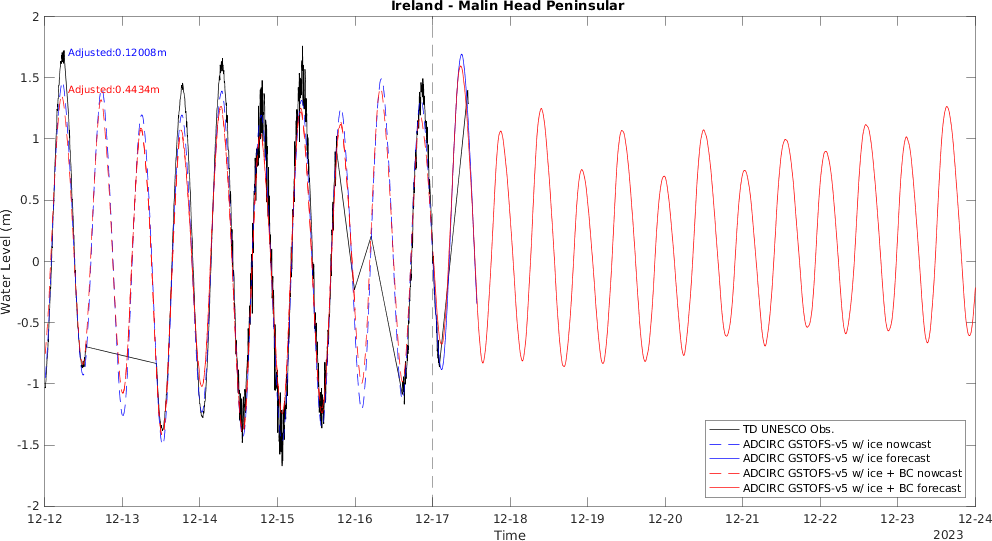 Ireland - Malin Head Peninsular
2
1.5
1
0.5
0
-0.5
-1
-1.5
-2
Water Level (m)
Adjusted:0.12008m
Adjusted:0.4434m
TD UNESCO Obs.
ADCIRC GSTOFS-v5 w/ ice nowcast
ADCIRC GSTOFS-v5 w/ ice forecast
ADCIRC GSTOFS-v5 w/ ice + BC nowcast
ADCIRC GSTOFS-v5 w/ ice + BC forecast
12-12 12-13 12-14 12-15 12-16 12-17 12-18 12-19 12-20 12-21 12-22 12-23 12-24
Time
2023